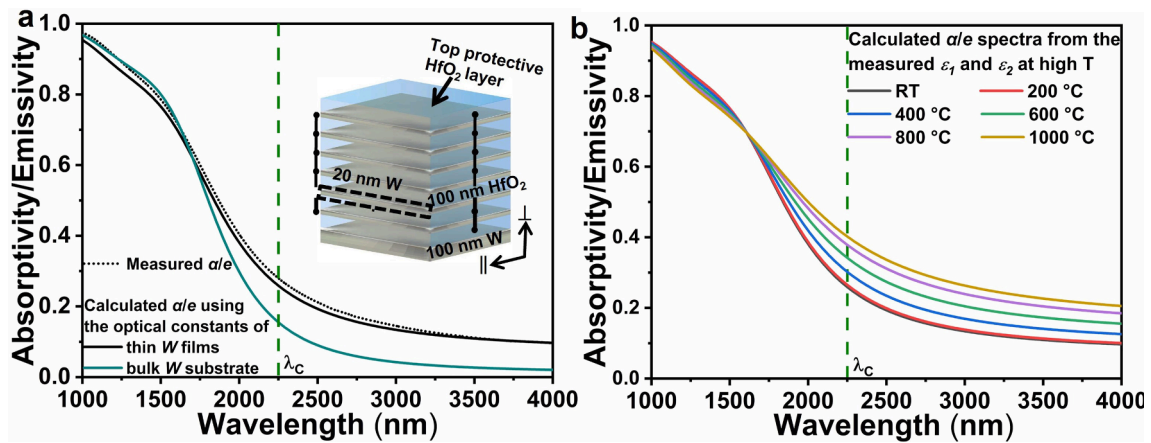 a
Absorptivity/Emissivity
1.0
0.8
0.6
0.4
0.2
0.0
Top protective
HfO₂ layer
20 nm W
100 nm HfO₂
100 nm W
⊥
||
Measured α/e
Calculated α/e using
the optical constants of
thin W films
bulk W substrate
λC
1000 1500 2000 2500 3000 3500 4000
Wavelength (nm)
b
Absorptivity/Emissivity
1.0
0.8
0.6
0.4
0.2
0.0
Calculated α/e spectra from the
measured ε₁ and ε₂ at high T
RT 200 °C
400 °C 600 °C
800 °C 1000 °C
λC
1000 1500 2000 2500 3000 3500 4000
Wavelength (nm)